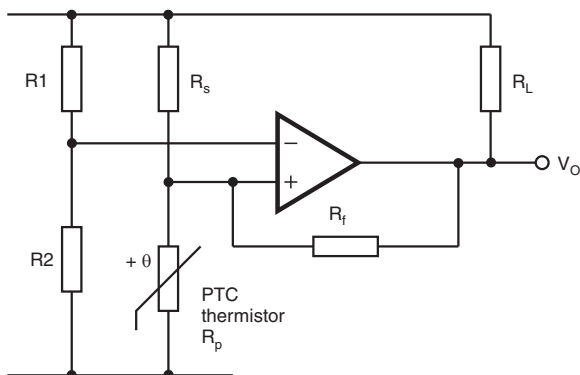 R1
R_s
R_L
−
+
V_O
R_f
R2
+ θ
PTC
thermistor
R_p